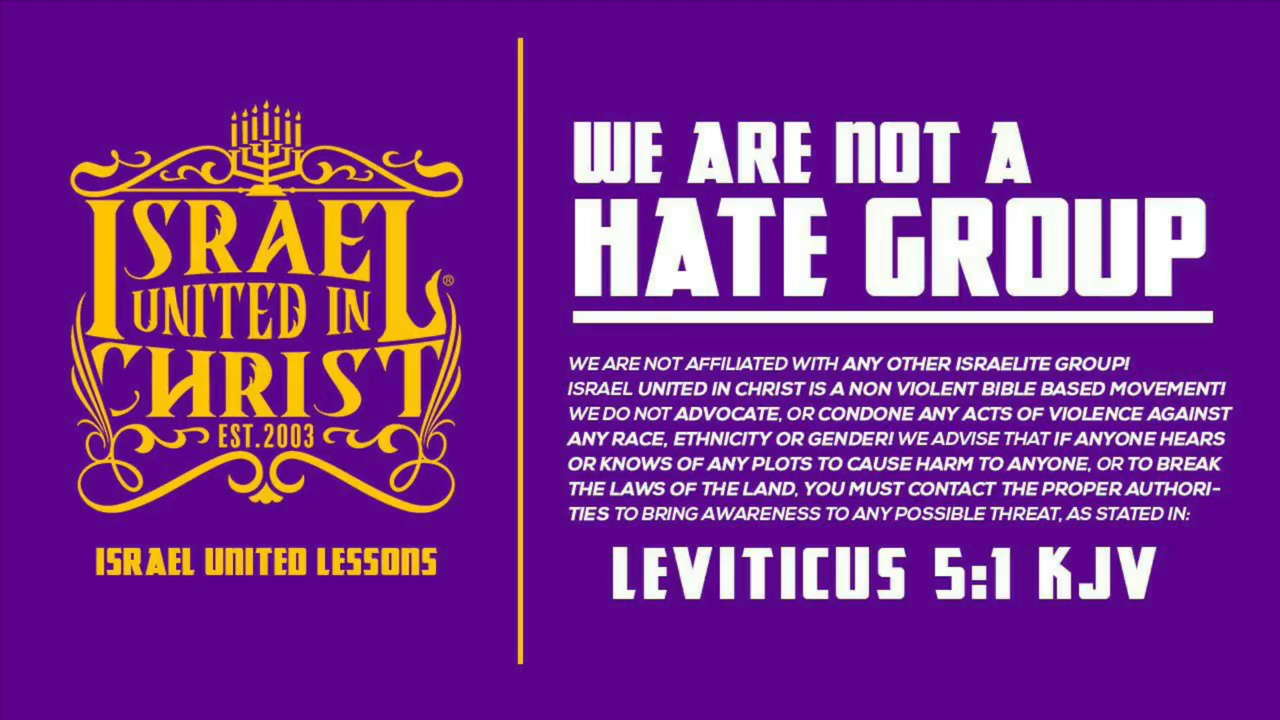 ISRAEL
UNITED IN
CHRIST
®
EST. 2003
ISRAEL UNITED LESSONS
WE ARE NOT A
HATE GROUP
WE ARE NOT AFFILIATED WITH ANY OTHER ISRAELITE GROUP!
ISRAEL UNITED IN CHRIST IS A NON VIOLENT BIBLE BASED MOVEMENT!
WE DO NOT ADVOCATE, OR CONDONE ANY ACTS OF VIOLENCE AGAINST
ANY RACE, ETHNICITY OR GENDER! WE ADVISE THAT IF ANYONE HEARS
OR KNOWS OF ANY PLOTS TO CAUSE HARM TO ANYONE, OR TO BREAK
THE LAWS OF THE LAND, YOU MUST CONTACT THE PROPER AUTHORI-
TIES TO BRING AWARENESS TO ANY POSSIBLE THREAT, AS STATED IN:
LEVITICUS 5:1 KJV